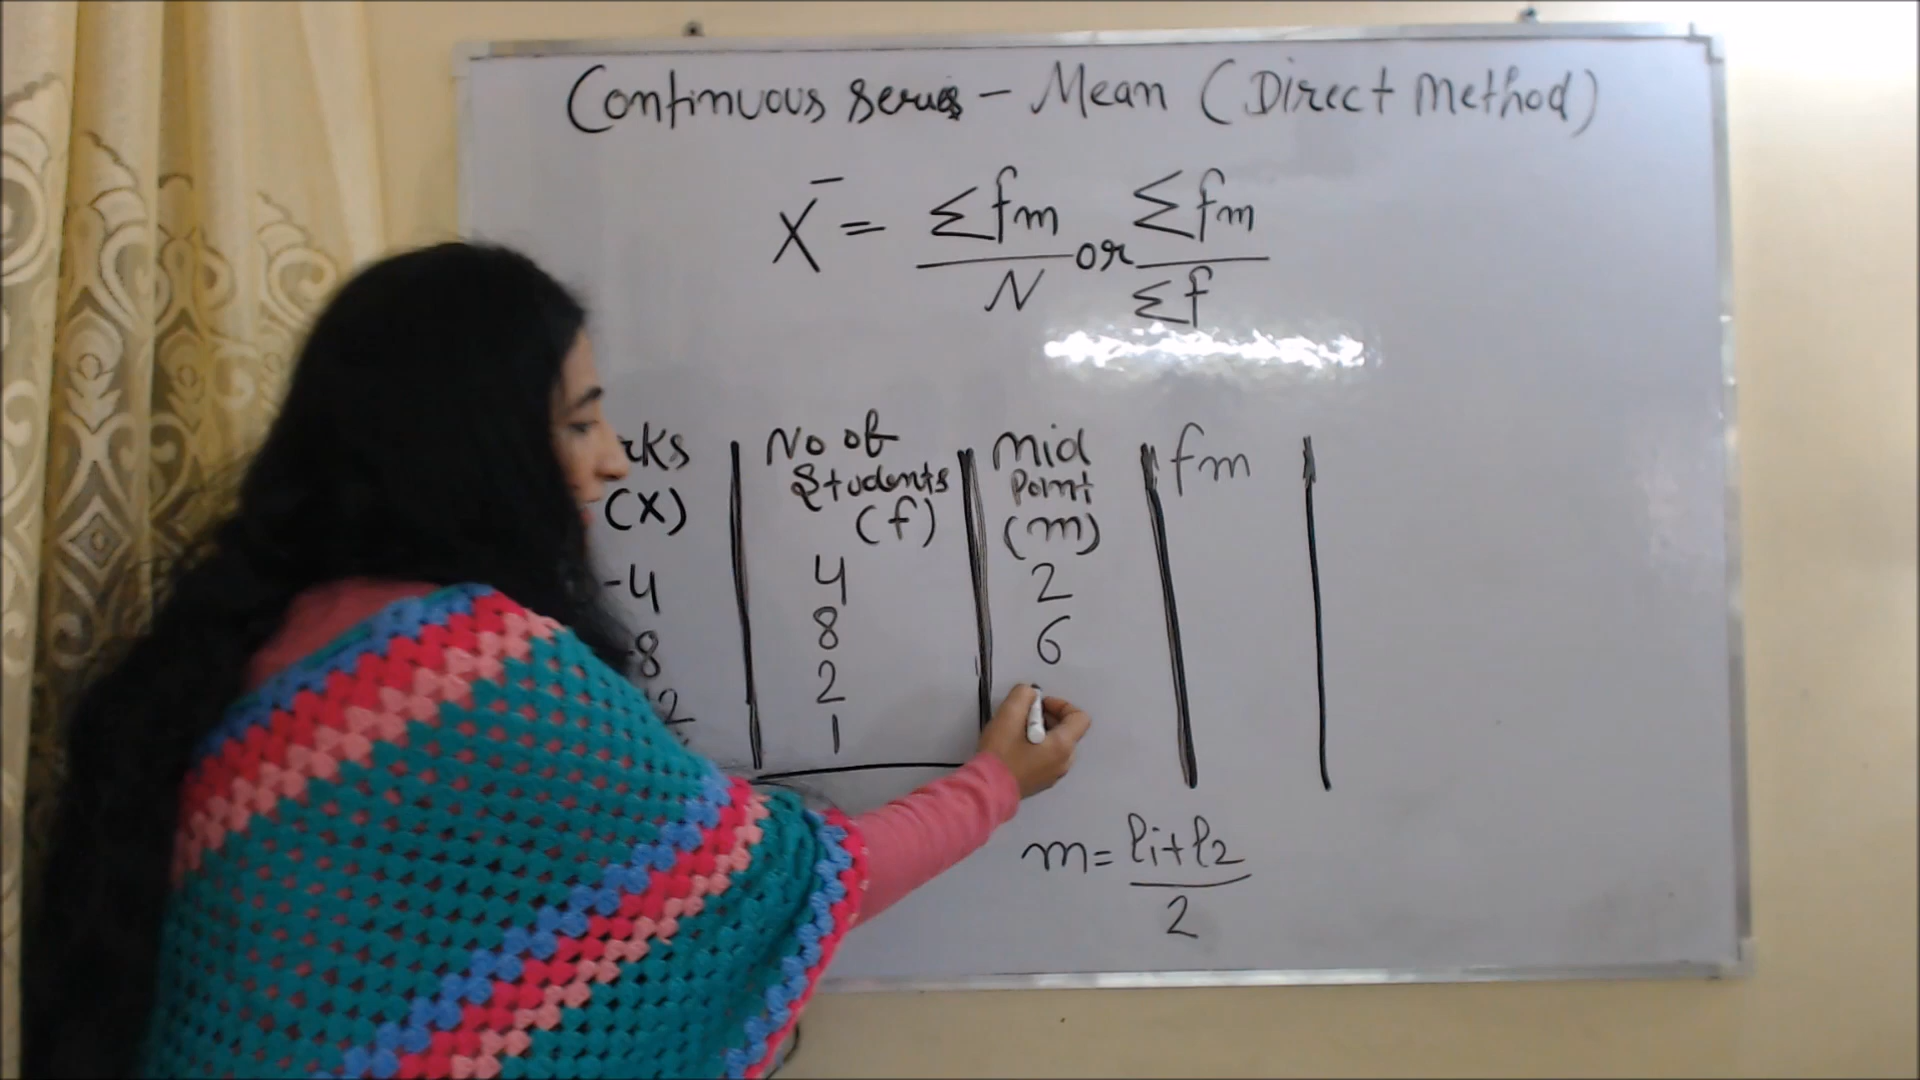 Continuous Series - Mean (Direct Method)
X̄ = Σfm / N or Σfm / Σf
No of Students (f)
Mid Point (m)
fm
(X)
-4 4 2
-8 8 6
2 2
1
m = l1+l2 / 2